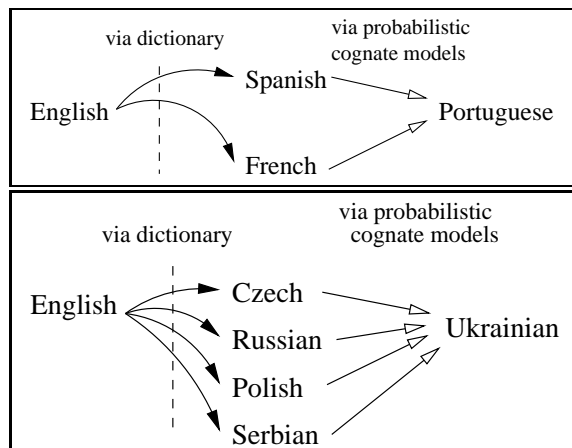 via dictionary
via probabilistic
cognate models
Spanish
English
Portuguese
French
via probabilistic
cognate models
via dictionary
Czech
English
Ukrainian
Russian
Polish
Serbian